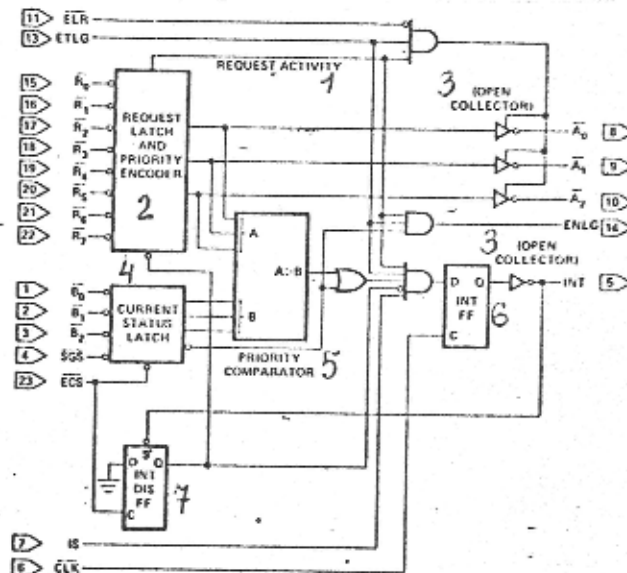 11 ELR
13 ETLG
REQUEST ACTIVITY 1
3 (OPEN COLLECTOR)
15 R0
16 R1
17 R2
18 R3
19 R4
20 R5
21 R6
22 R7
REQUEST
LATCH
AND
PRIORITY
ENCODER
2
A0 8
A1 9
A2 10
ENLG 14
A
B
A>B
PRIORITY
COMPARATOR 5
4
1 B0
2 B1
3 B2
4 SGS
23 ECS
CURRENT
STATUS
LATCH
3 (OPEN
COLLECTOR)
D Q
INT
FF
C
6
INT 5
S
D Q
INT
DIS
FF
C
7
7 IS
6 CLK